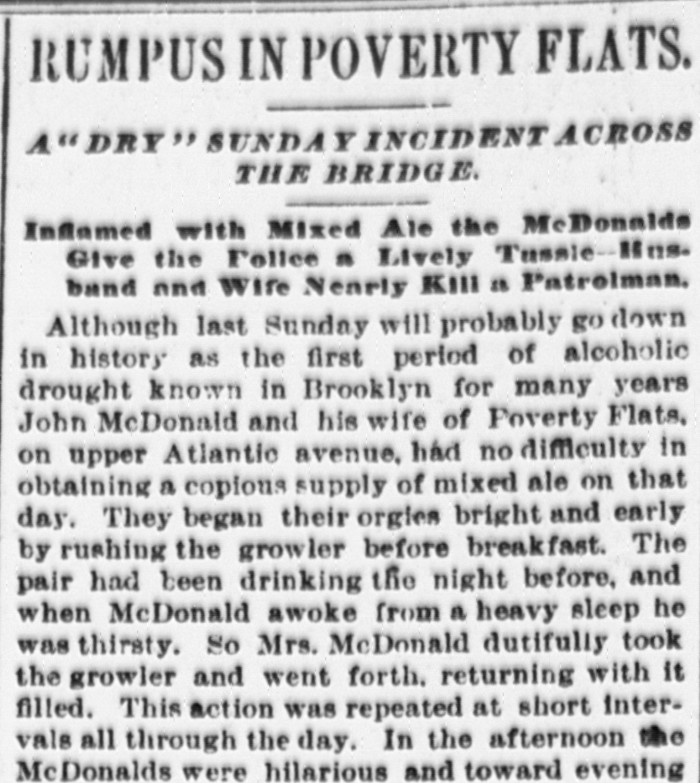 RUMPUS IN POVERTY FLATS.
A "DRY" SUNDAY INCIDENT ACROSS
THE BRIDGE.
Inflamed with Mixed Ale the McDonalds
Give the Police a Lively Tussle—Hus-
band and Wife Nearly Kill a Patrolman.
Although last Sunday will probably go down
in history as the first period of alcoholic
drought known in Brooklyn for many years
John McDonald and his wife of Poverty Flats,
on upper Atlantic avenue, had no difficulty in
obtaining a copious supply of mixed ale on that
day. They began their orgies bright and early
by rushing the growler before breakfast. The
pair had been drinking the night before, and
when McDonald awoke from a heavy sleep he
was thirsty. So Mrs. McDonald dutifully took
the growler and went forth, returning with it
filled. This action was repeated at short inter-
vals all through the day. In the afternoon the
McDonalds were hilarious and toward evening